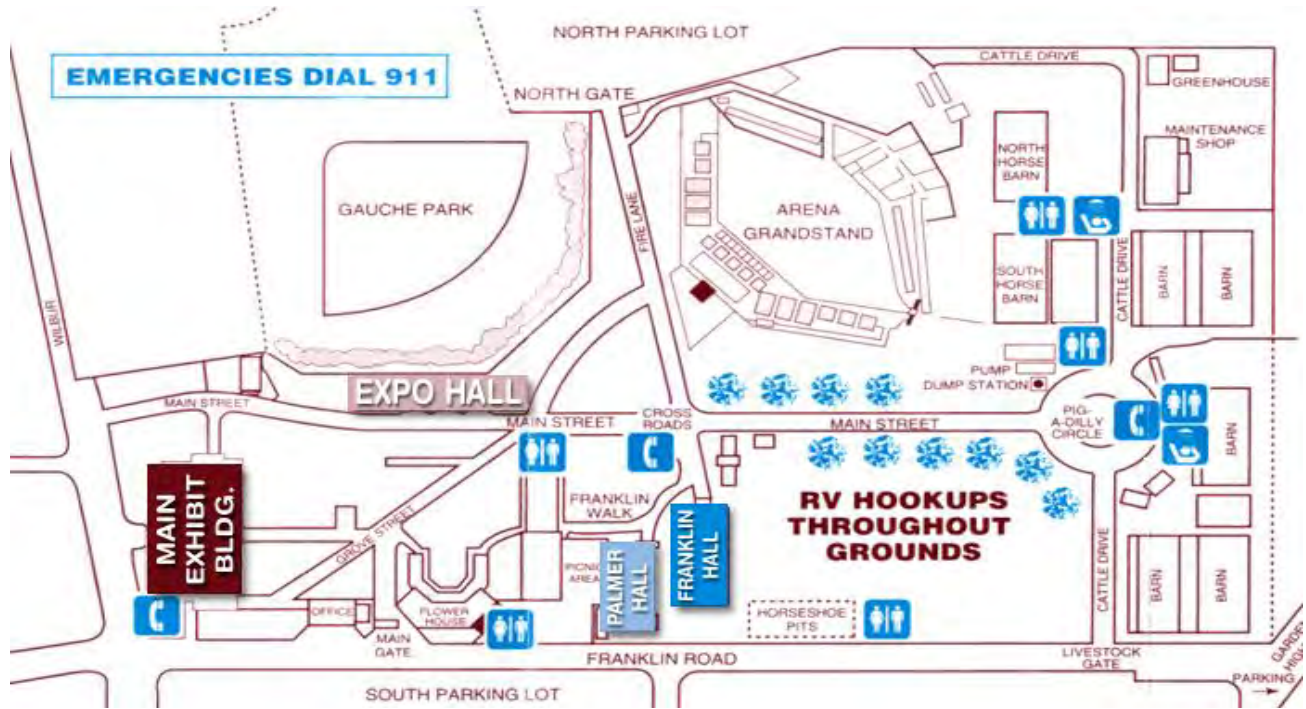 NORTH PARKING LOT
EMERGENCIES DIAL 911
CATTLE DRIVE
GREENHOUSE
NORTH GATE
MAINTENANCE
SHOP
NORTH
HORSE
BARN
GAUCHE PARK
FIRE LANE
ARENA
GRANDSTAND
SOUTH
HORSE
BARN
CATTLE DRIVE
BARN
BARN
WILBUR
PUMP
DUMP STATION
EXPO HALL
MAIN STREET
MAIN STREET
CROSS
ROADS
MAIN STREET
PIG-
A-DILLY
CIRCLE
BARN
MAIN
EXHIBIT
BLDG.
GROVE STREET
FRANKLIN
WALK
RV HOOKUPS
THROUGHOUT
GROUNDS
PICNIC
AREA
PALMER
HALL
FRANKLIN
HALL
CATTLE DRIVE
BARN
BARN
OFFICE
FLOWER
HOUSE
HORSESHOE
PITS
MAIN
GATE
FRANKLIN ROAD
LIVESTOCK
GATE
PARKING
SOUTH PARKING LOT